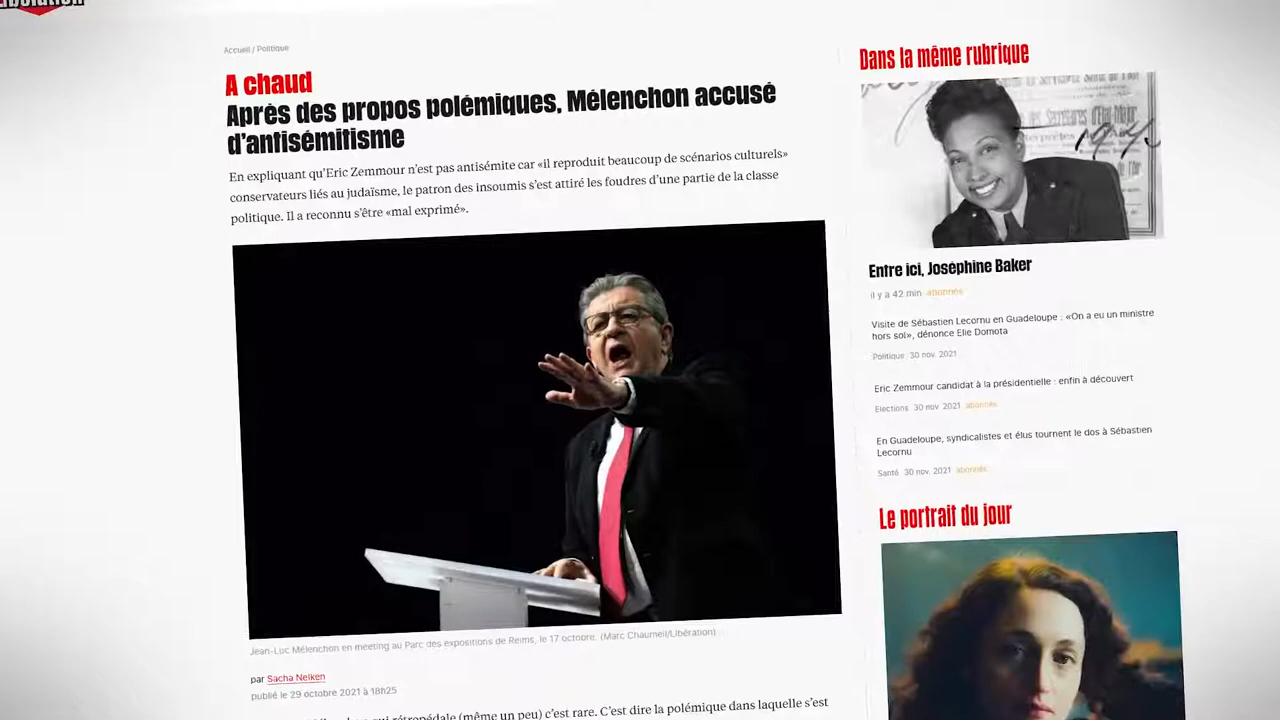 Libération
Accueil / Politique
A chaud
Après des propos polémiques, Mélenchon accusé
d'antisémitisme
En expliquant qu'Eric Zemmour n'est pas antisémite car «il reproduit beaucoup de scénarios culturels»
conservateurs liés au judaïsme, le patron des insoumis s'est attiré les foudres d'une partie de la classe
politique. Il a reconnu s'être «mal exprimé».
Jean-Luc Mélenchon en meeting au Parc des expositions de Reims, le 17 octobre. (Marc Chaumeil/Libération)
par Sacha Nelken
publié le 29 octobre 2021 à 18h25
qui rétropédale (même un peu) c'est rare. C'est dire la polémique dans laquelle s'est
Dans la même rubrique
Entre ici, Joséphine Baker
il y a 42 min abonnés
Visite de Sébastien Lecornu en Guadeloupe : «On a eu un ministre
hors sol», dénonce Elie Domota
Politique 30 nov. 2021
Eric Zemmour candidat à la présidentielle : enfin à découvert
Elections 30 nov. 2021 abonnés
En Guadeloupe, syndicalistes et élus tournent le dos à Sébastien
Lecornu
Santé 30 nov. 2021 abonnés
Le portrait du jour